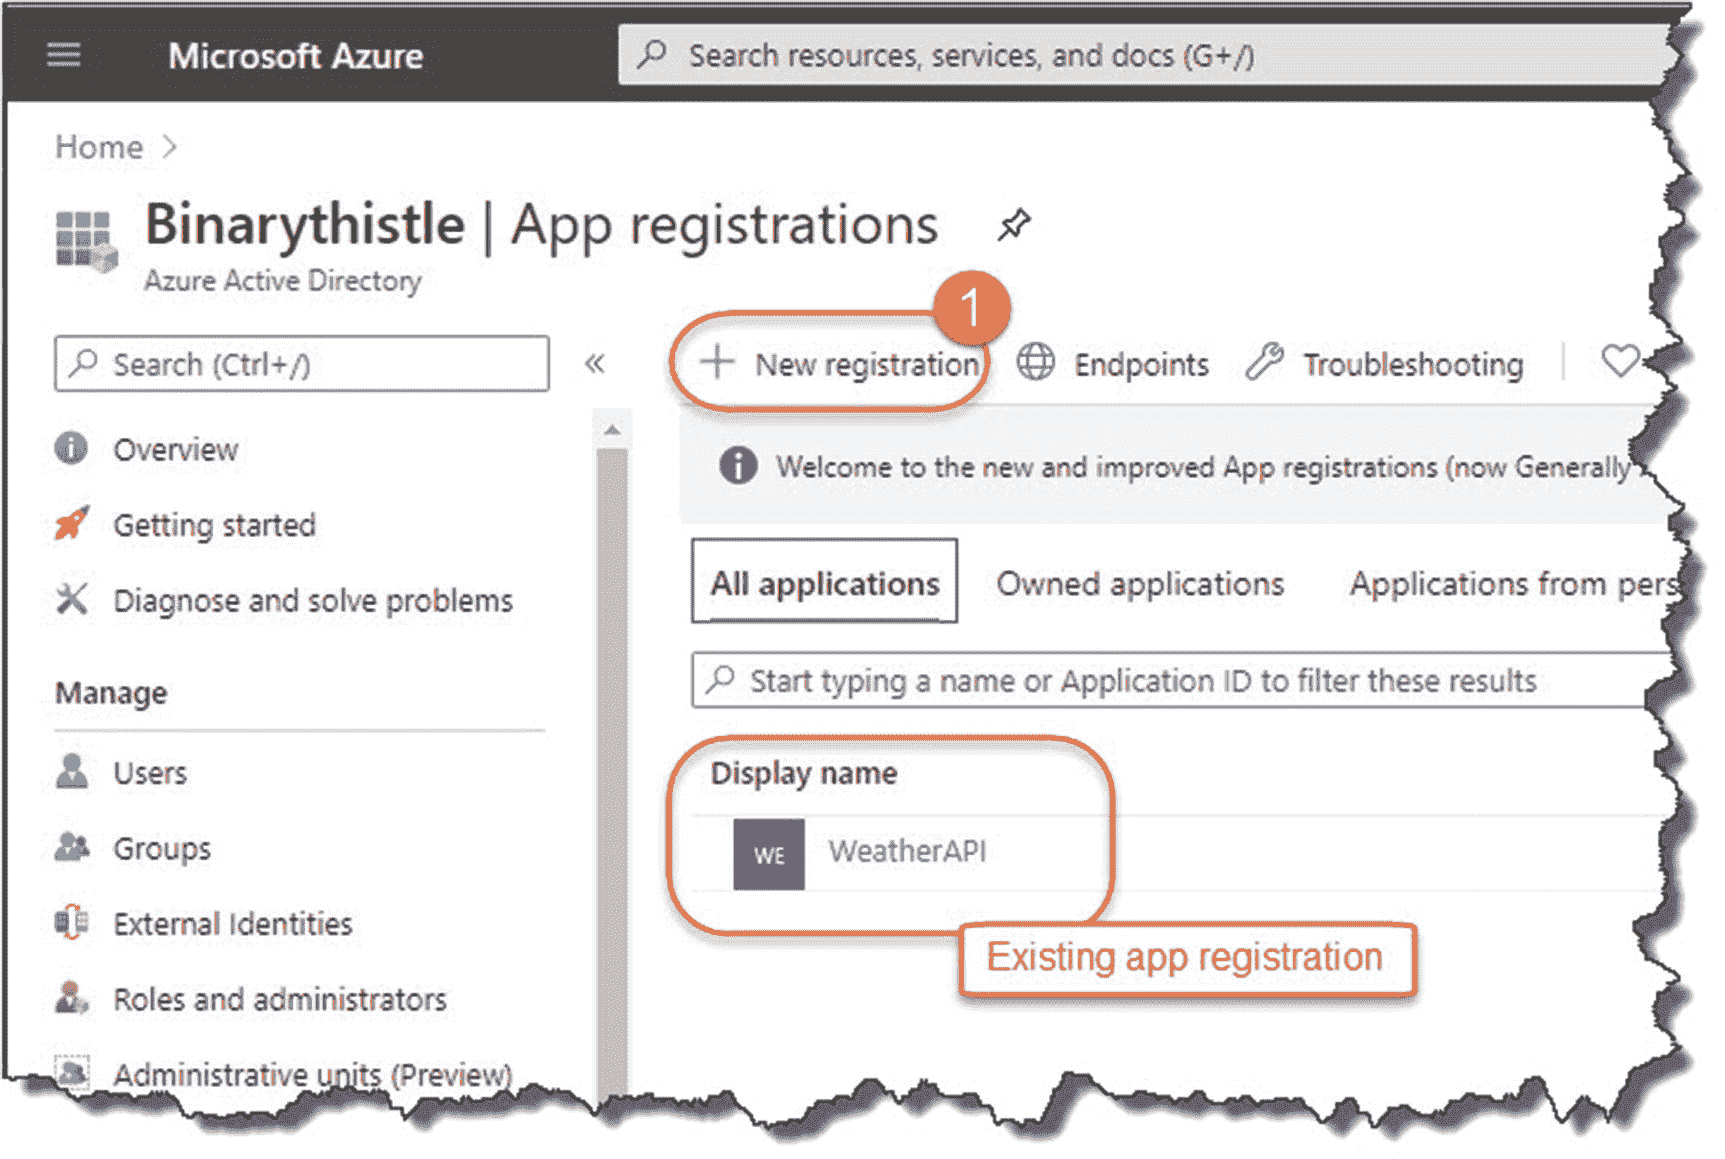 Microsoft Azure
Search resources, services, and docs (G+/)
Home
Binarythistle | App registrations
Azure Active Directory
1
Search (Ctrl+/)
«
New registration
Endpoints
Troubleshooting
Overview
Welcome to the new and improved App registrations (now Generally
Getting started
All applications
Owned applications
Applications from pers
Diagnose and solve problems
Start typing a name or Application ID to filter these results
Manage
Display name
Users
WE
WeatherAPI
Groups
External Identities
Existing app registration
Roles and administrators
Administrative units (Preview)